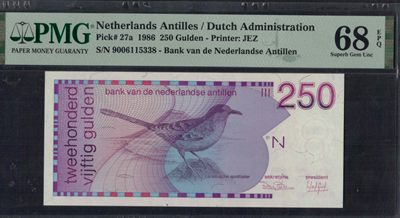 PMG
PAPER MONEY GUARANTY
Netherlands Antilles / Dutch Administration
Pick# 27a 1986 250 Gulden - Printer: JEZ
S/N 9006115338 - Bank van de Nederlandse Antillen
68 EPQ
Superb Gem Unc
bank van de nederlandse antillen
250
tweehonderd
vijftig gulden
N
secretaris
president